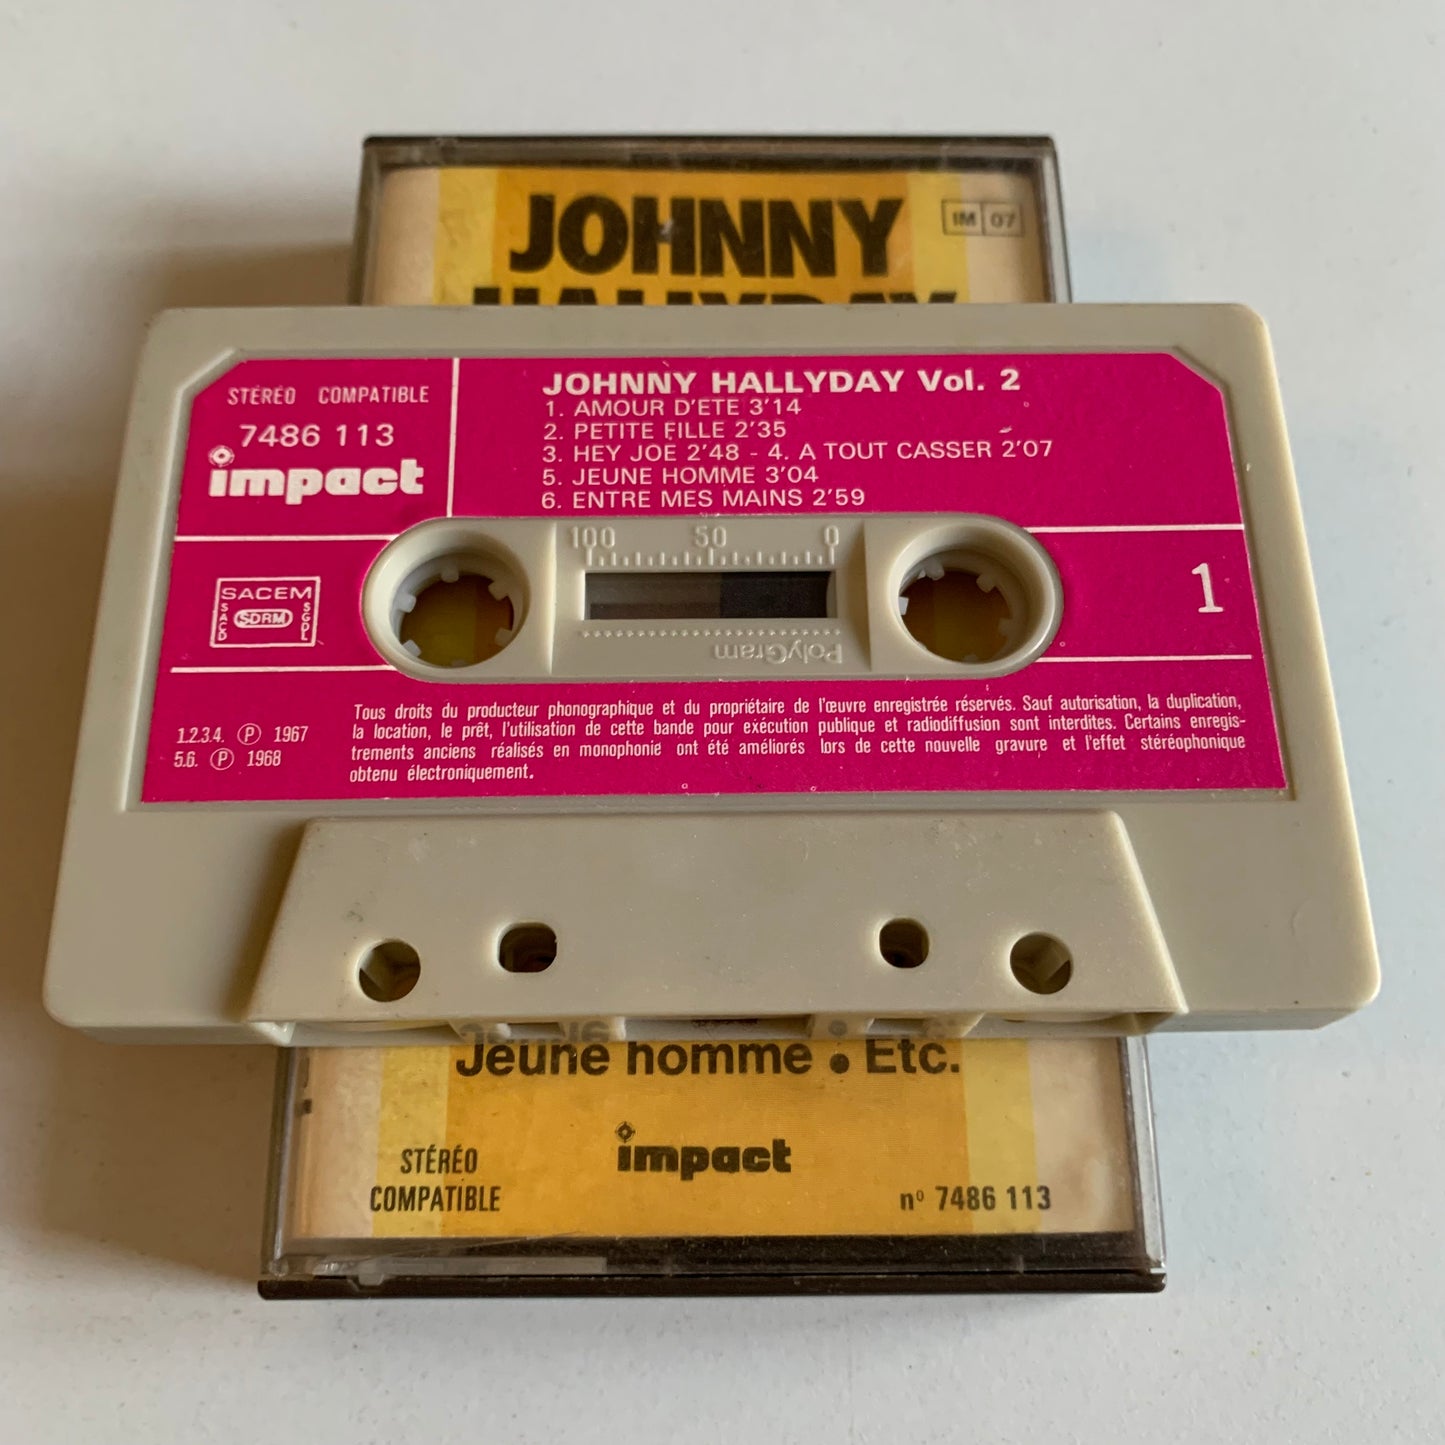 JOHNNY
IM 07
HALLYDAY
STÉRÉO COMPATIBLE
7486 113
impact
JOHNNY HALLYDAY Vol. 2
1. AMOUR D'ETE 3'14
2. PETITE FILLE 2'35
3. HEY JOE 2'48 - 4. A TOUT CASSER 2'07
5. JEUNE HOMME 3'04
6. ENTRE MES MAINS 2'59
100 50 0
SACEM
SACD SDRM SGDL
1
PolyGram
1.2.3.4. Ⓟ 1967
5.6. Ⓟ 1968
Tous droits du producteur phonographique et du propriétaire de l'œuvre enregistrée réservés. Sauf autorisation, la duplication,
la location, le prêt, l'utilisation de cette bande pour exécution publique et radiodiffusion sont interdites. Certains enregis-
trements anciens réalisés en monophonie ont été améliorés lors de cette nouvelle gravure et l'effet stéréophonique
obtenu électroniquement.
Jeune homme • Etc.
impact
STÉRÉO
COMPATIBLE
nº 7486 113